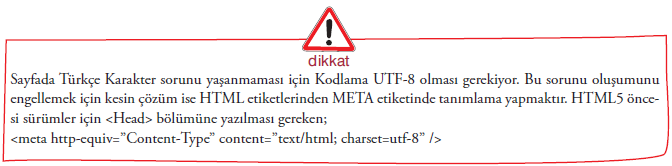 dikkat
Sayfada Türkçe Karakter sorunu yaşanmaması için Kodlama UTF-8 olması gerekiyor. Bu sorunu oluşumunu
engellemek için kesin çözüm ise HTML etiketlerinden META etiketinde tanımlama yapmaktır. HTML5 önce-
si sürümler için <Head> bölümüne yazılması gereken;
<meta http-equiv=”Content-Type” content=”text/html; charset=utf-8” />